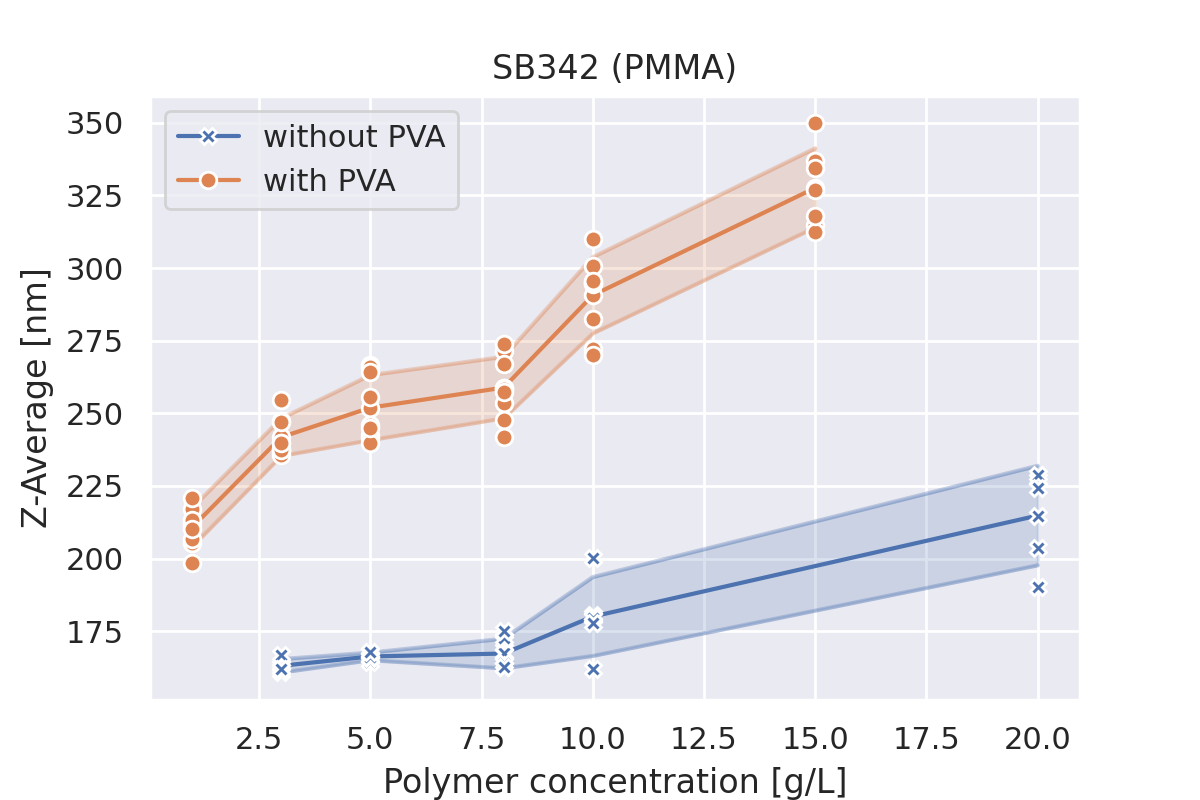 SB342 (PMMA)
without PVA
with PVA
350
325
300
275
250
225
200
175
Z-Average [nm]
2.5 5.0 7.5 10.0 12.5 15.0 17.5 20.0
Polymer concentration [g/L]